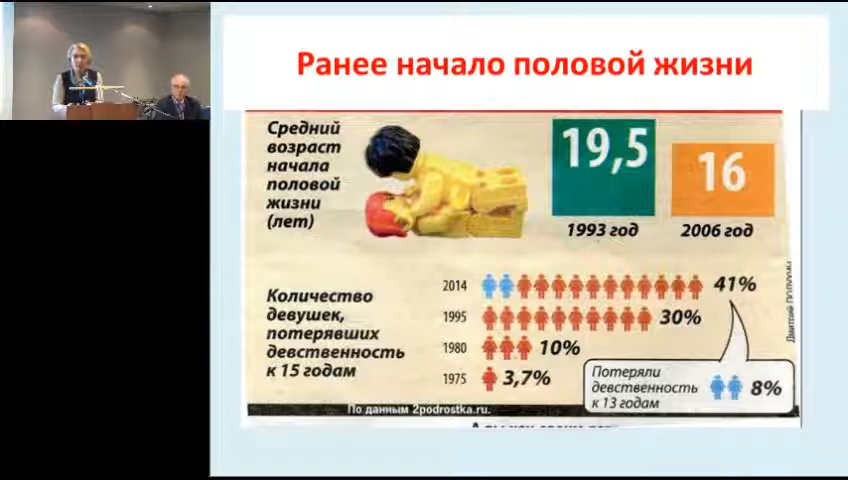 Ранее начало половой жизни
Средний
возраст
начала
половой
жизни
(лет)
19,5
16
1993 год
2006 год
Количество
девушек,
потерявших
девственность
к 15 годам
2014
41%
1995
30%
1980
10%
1975
3,7%
Потеряли
девственность
к 13 годам
8%
По данным 2podrostka.ru.